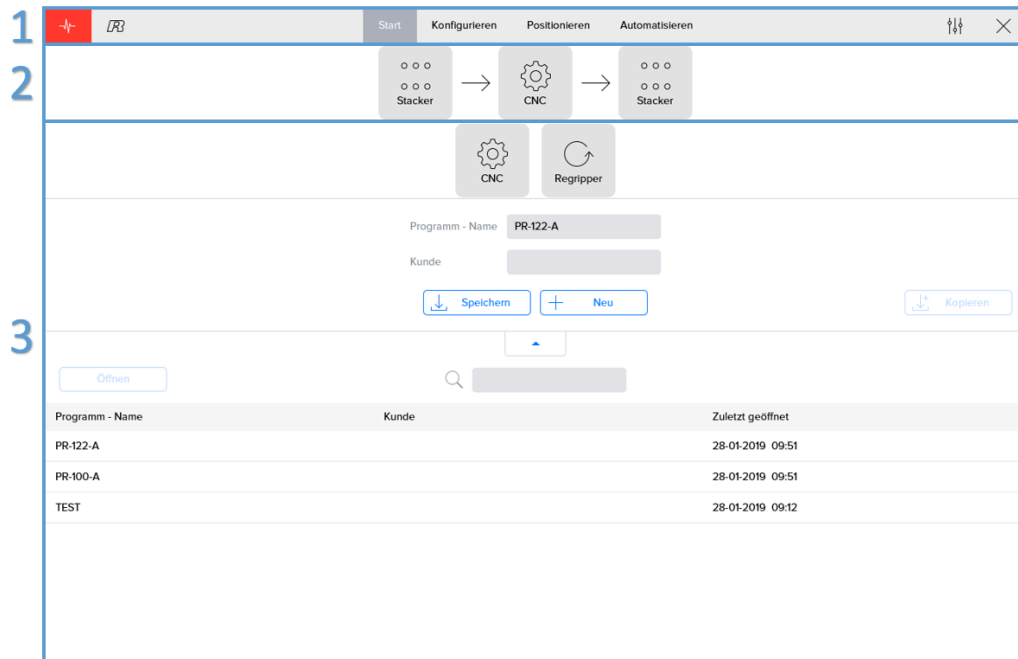 1
Start Konfigurieren Positionieren Automatisieren
2
Stacker CNC Stacker
CNC Regripper
Programm - Name PR-122-A
Kunde
Speichern Neu Kopieren
3
Öffnen
Programm - Name Kunde Zuletzt geöffnet
PR-122-A 28-01-2019 09:51
PR-100-A 28-01-2019 09:51
TEST 28-01-2019 09:12